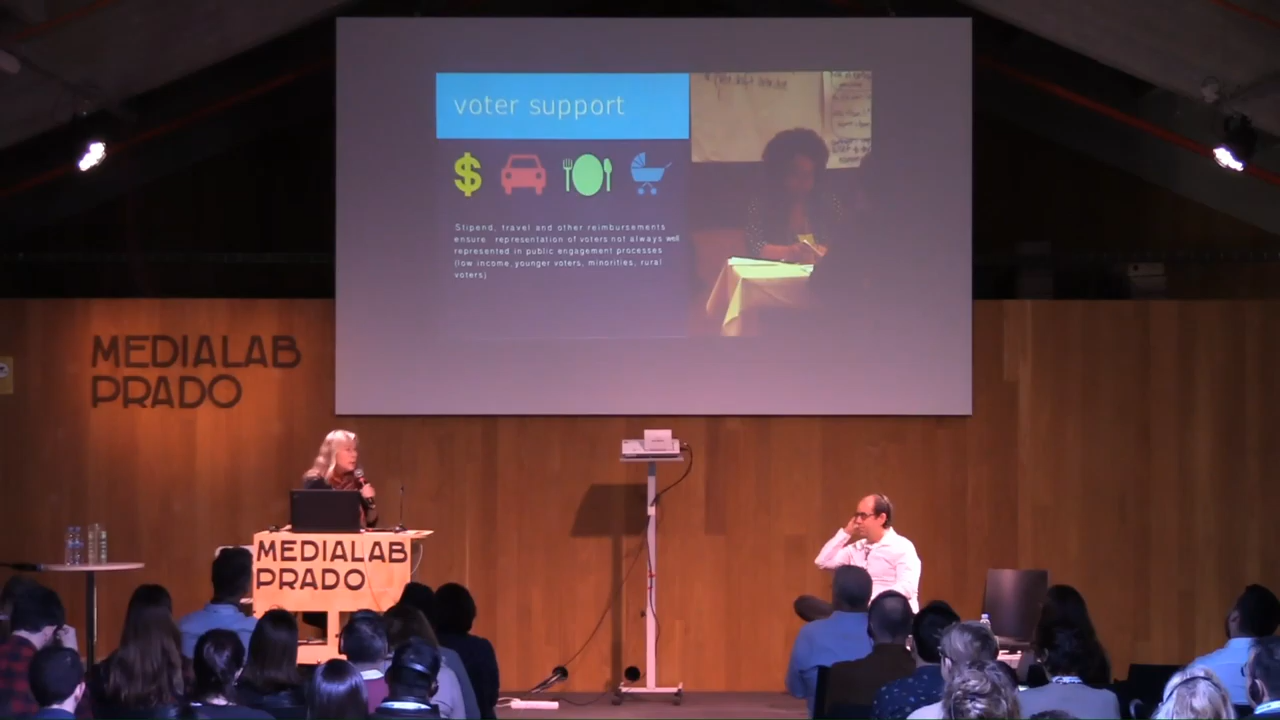 voter support
$
Stipend, travel and other reimbursements
ensure representation of voters not always well
represented in public engagement processes
(low income, younger voters, minorities, rural
voters)
MEDIALAB
PRADO
MEDIALAB
PRADO